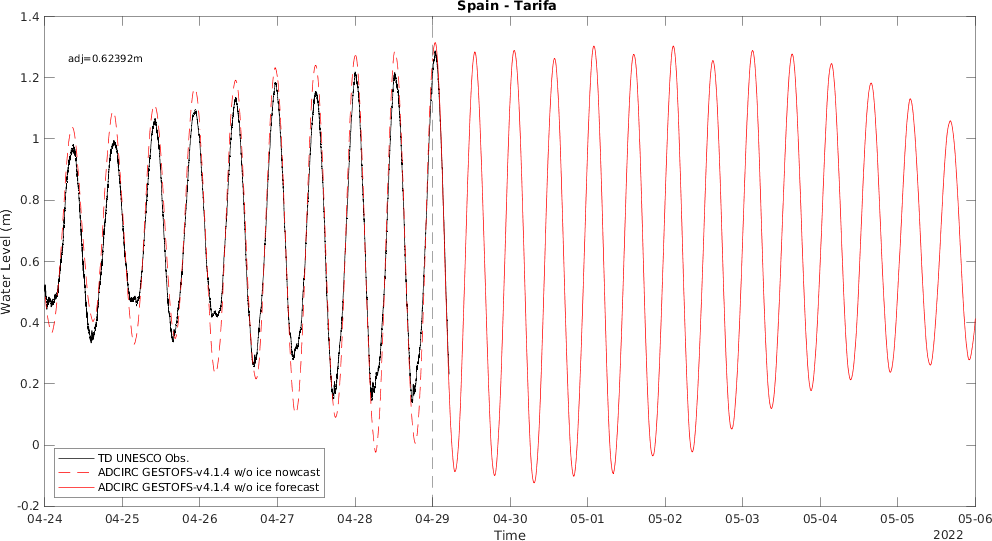 Spain - Tarifa
adj=0.62392m
1.4
1.2
1
0.8
0.6
0.4
0.2
0
-0.2
Water Level (m)
TD UNESCO Obs.
ADCIRC GESTOFS-v4.1.4 w/o ice nowcast
ADCIRC GESTOFS-v4.1.4 w/o ice forecast
04-24 04-25 04-26 04-27 04-28 04-29 04-30 05-01 05-02 05-03 05-04 05-05 05-06
Time
2022